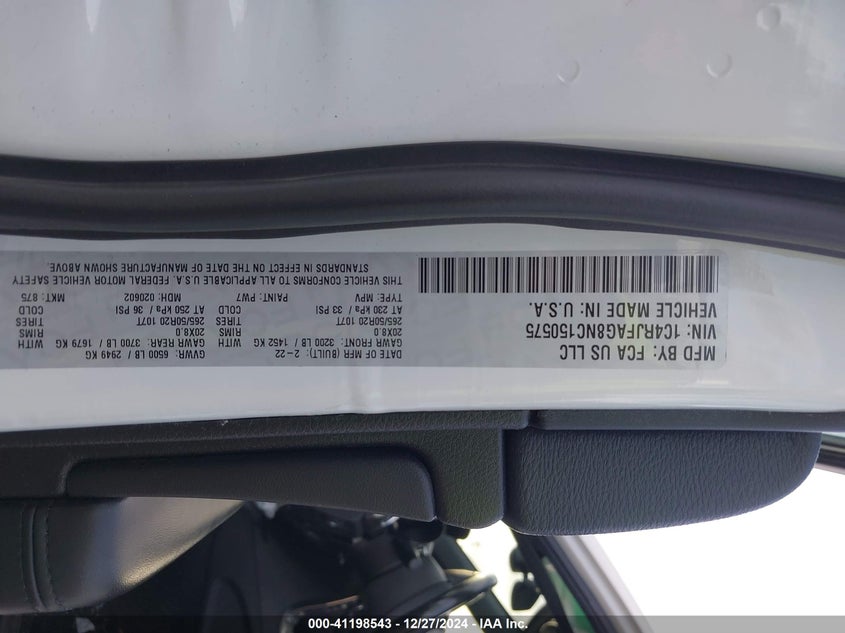 MFD BY: FCA US LLC
VIN: 1C4RJFAG8NC150575
VEHICLE MADE IN: U.S.A.
DATE OF MFR (BUILT): 2-22 GVWR: 6500 LB / 2949 KG
GAWR FRONT: 3200 LB / 1452 KG WITH GAWR REAR: 3700 LB / 1679 KG WITH
20X8.0 RIMS 20X8.0 RIMS
265/50R20 107T TIRES 265/50R20 107T TIRES
AT 230 kPa / 33 PSI COLD AT 250 kPa / 36 PSI COLD
TYPE: MPV PAINT: PW7 MDH: 020602 MKT: 875
THIS VEHICLE CONFORMS TO ALL APPLICABLE U.S.A. FEDERAL MOTOR VEHICLE SAFETY
STANDARDS IN EFFECT ON THE DATE OF MANUFACTURE SHOWN ABOVE.
000-41198543 / 12/27/2024 - IAA Inc.